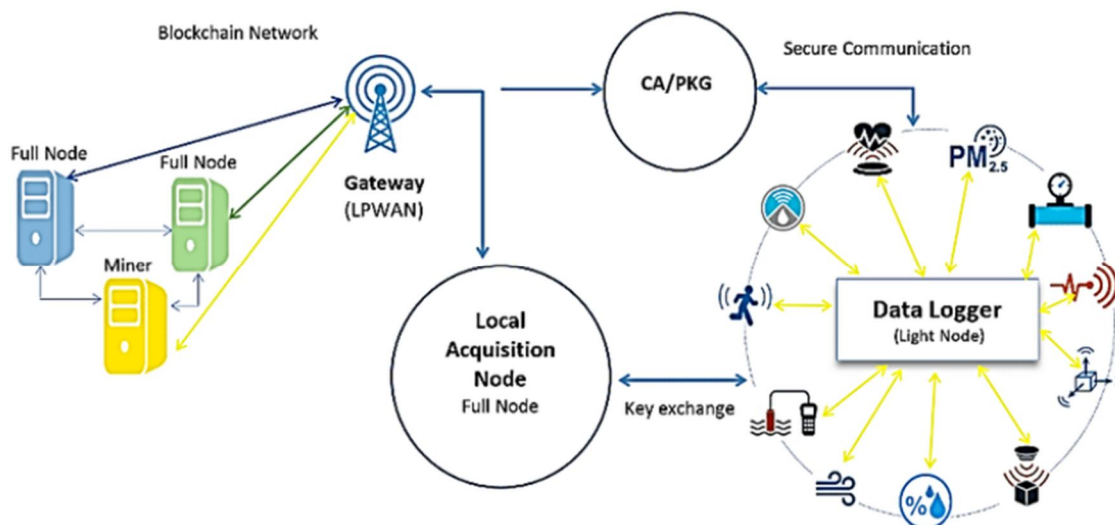 Blockchain Network
Secure Communication
CA/PKG
Full Node
Full Node
Gateway
(LPWAN)
Miner
PM2.5
Data Logger
(Light Node)
Local
Acquisition
Node
Full Node
Key exchange
%